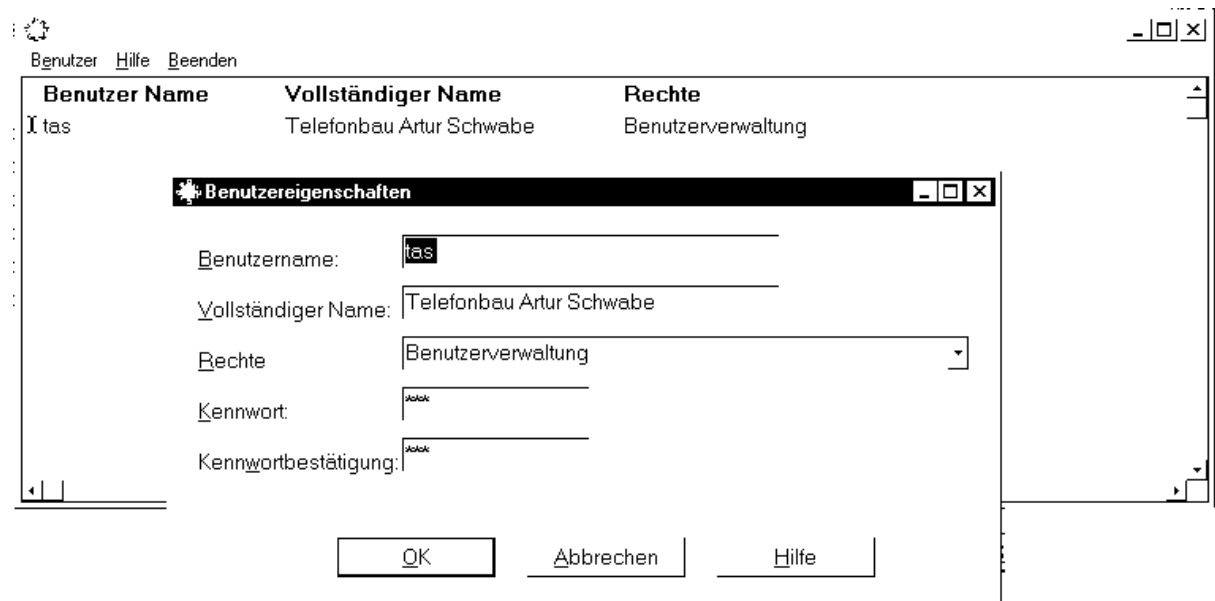 Benutzer Hilfe Beenden
Benutzer Name Vollständiger Name Rechte
tas Telefonbau Artur Schwabe Benutzerverwaltung
Benutzereigenschaften
Benutzername: tas
Vollständiger Name: Telefonbau Artur Schwabe
Rechte Benutzerverwaltung
Kennwort: ***
Kennwortbestätigung: ***
OK Abbrechen Hilfe